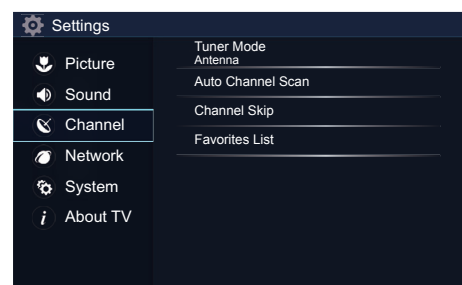 Settings
Picture
Sound
Channel
Network
System
About TV
Tuner Mode
Antenna
Auto Channel Scan
Channel Skip
Favorites List